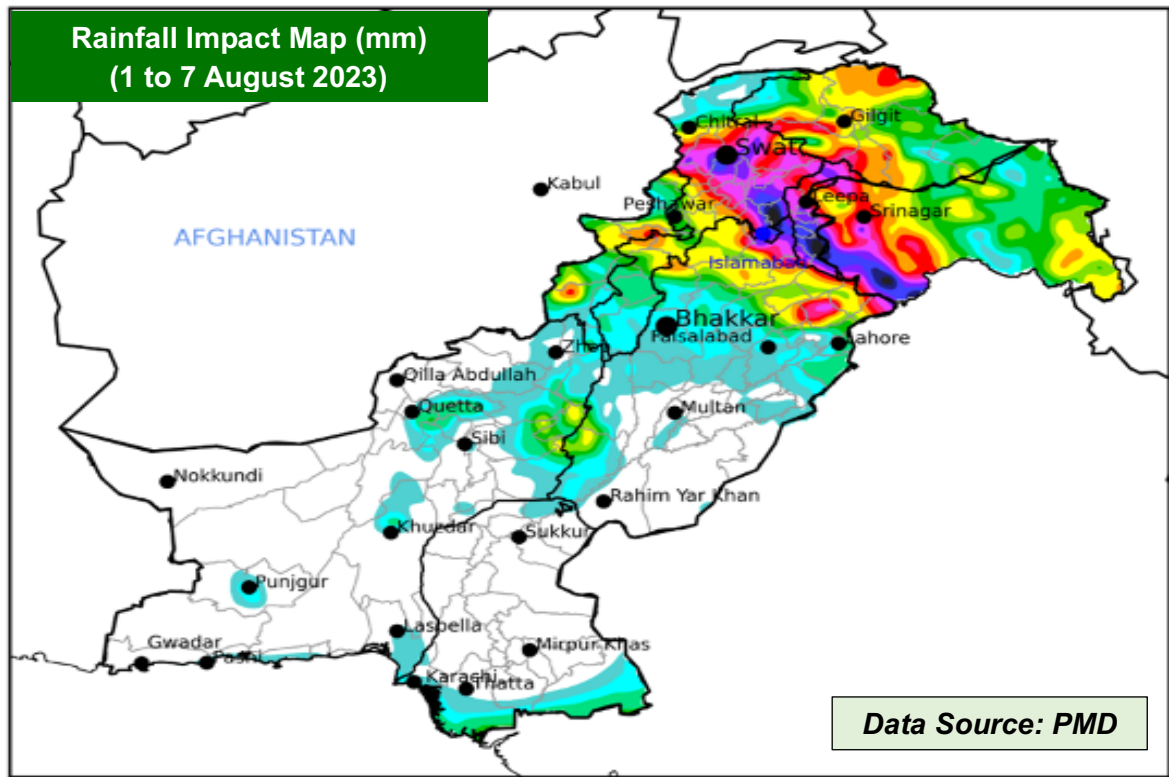 Rainfall Impact Map (mm)
(1 to 7 August 2023)
Chitral
Gilgit
Swat
Kabul
Peshawar
Leepa
Srinagar
AFGHANISTAN
Islamabad
Bhakkar
Faisalabad
Lahore
Zhob
Qilla Abdullah
Quetta
Multan
Sibi
Nokkundi
Rahim Yar Khan
Khuzdar
Sukkur
Punjgur
Lasbella
Gwadar
Mirpur Khas
Pasni
Karachi
Thatta
Data Source: PMD